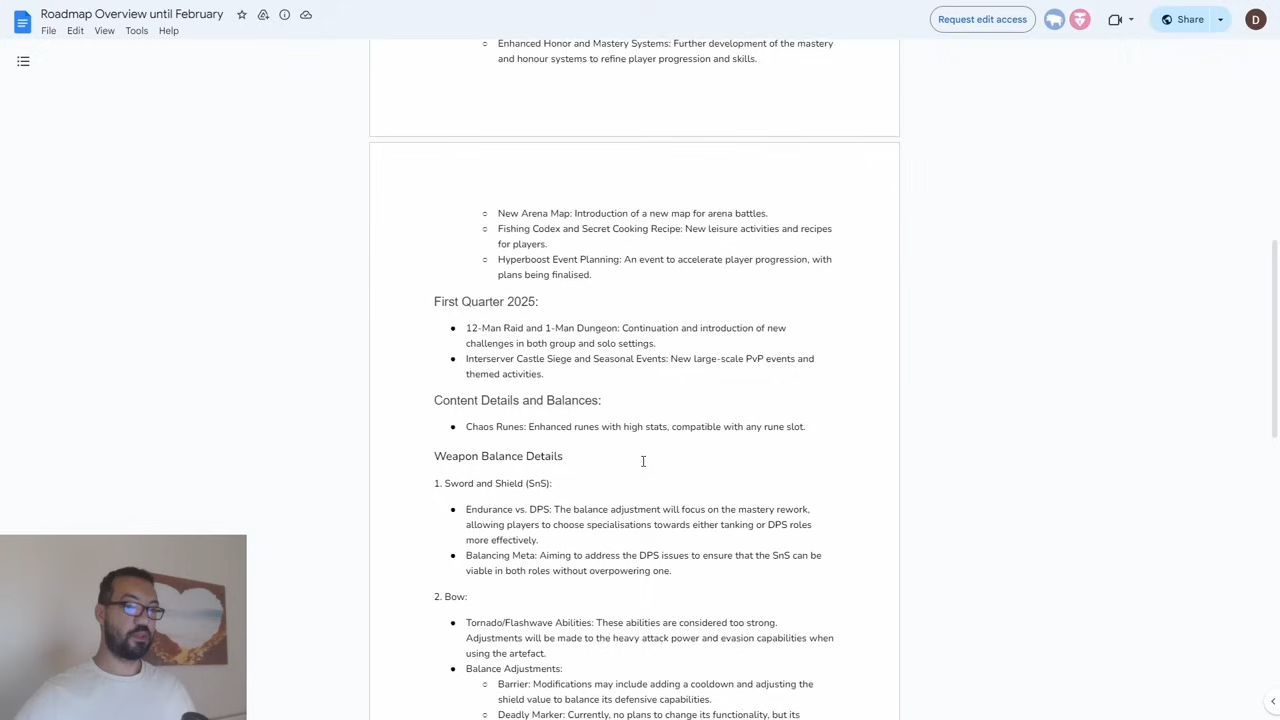 Roadmap Overview until February
File Edit View Tools Help
Request edit access
Share
D
○ Enhanced Honor and Mastery Systems: Further development of the mastery
and honour systems to refine player progression and skills.
○ New Arena Map: Introduction of a new map for arena battles.
○ Fishing Codex and Secret Cooking Recipe: New leisure activities and recipes
for players.
○ Hyperboost Event Planning: An event to accelerate player progression, with
plans being finalised.
First Quarter 2025:
● 12-Man Raid and 1-Man Dungeon: Continuation and introduction of new
challenges in both group and solo settings.
● Interserver Castle Siege and Seasonal Events: New large-scale PvP events and
themed activities.
Content Details and Balances:
● Chaos Runes: Enhanced runes with high stats, compatible with any rune slot.
Weapon Balance Details
1. Sword and Shield (SnS):
● Endurance vs. DPS: The balance adjustment will focus on the mastery rework,
allowing players to choose specialisations towards either tanking or DPS roles
more effectively.
● Balancing Meta: Aiming to address the DPS issues to ensure that the SnS can be
viable in both roles without overpowering one.
2. Bow:
● Tornado/Flashwave Abilities: These abilities are considered too strong.
Adjustments will be made to the heavy attack power and evasion capabilities when
using the artefact.
● Balance Adjustments:
○ Barrier: Modifications may include adding a cooldown and adjusting the
shield value to balance its defensive capabilities.
○ Deadly Marker: Currently, no plans to change its functionality, but its